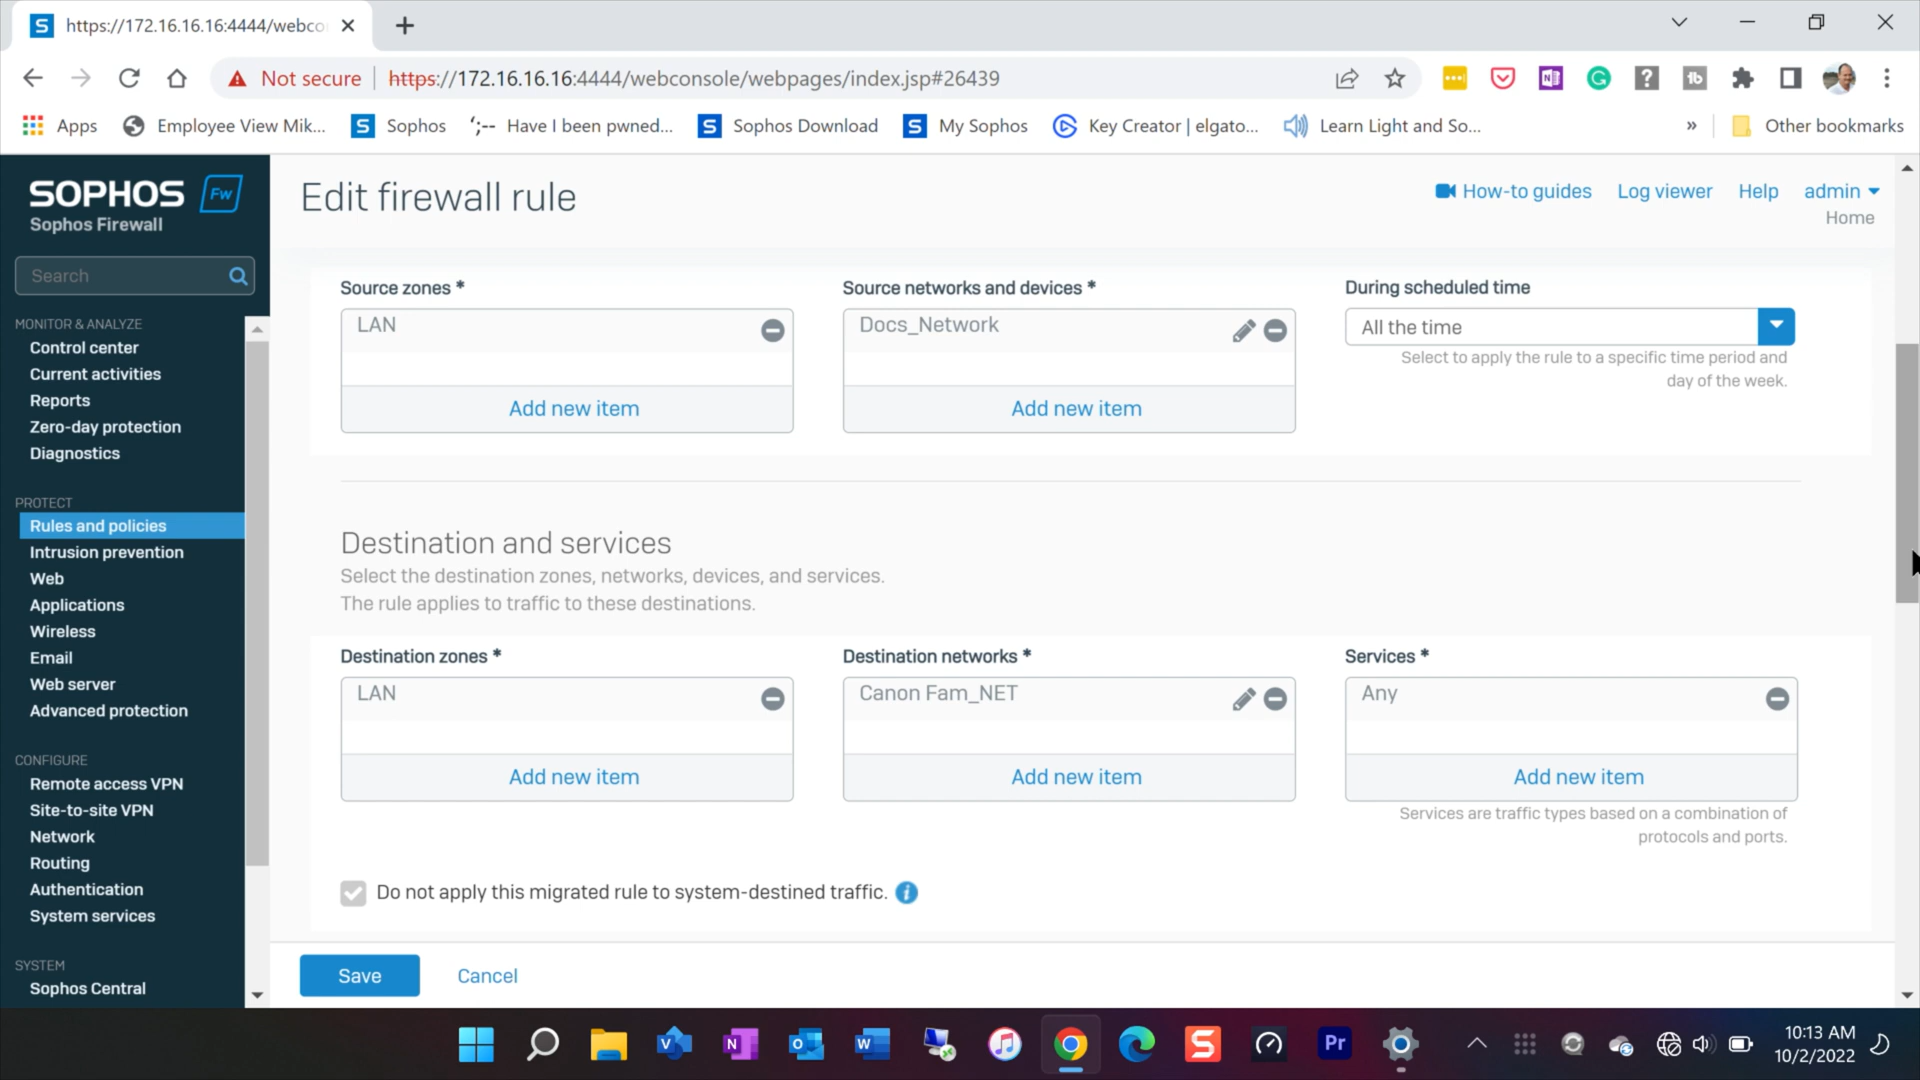 https://172.16.16.16:4444/webco
Not secure
https://172.16.16.16:4444/webconsole/webpages/index.jsp#26439
Apps
Employee View Mik...
Sophos
';-- Have I been pwned...
Sophos Download
My Sophos
Key Creator | elgato...
Learn Light and So...
»
Other bookmarks
SOPHOS Fw
Sophos Firewall
Search
MONITOR & ANALYZE
Control center
Current activities
Reports
Zero-day protection
Diagnostics
PROTECT
Rules and policies
Intrusion prevention
Web
Applications
Wireless
Email
Web server
Advanced protection
CONFIGURE
Remote access VPN
Site-to-site VPN
Network
Routing
Authentication
System services
SYSTEM
Sophos Central
Edit firewall rule
How-to guides
Log viewer
Help
admin
Home
Source zones *
LAN
Add new item
Source networks and devices *
Docs_Network
Add new item
During scheduled time
All the time
Select to apply the rule to a specific time period and
day of the week.
Destination and services
Select the destination zones, networks, devices, and services.
The rule applies to traffic to these destinations.
Destination zones *
LAN
Add new item
Destination networks *
Canon Fam_NET
Add new item
Services *
Any
Add new item
Services are traffic types based on a combination of
protocols and ports.
Do not apply this migrated rule to system-destined traffic.
Save
Cancel
10:13 AM
10/2/2022